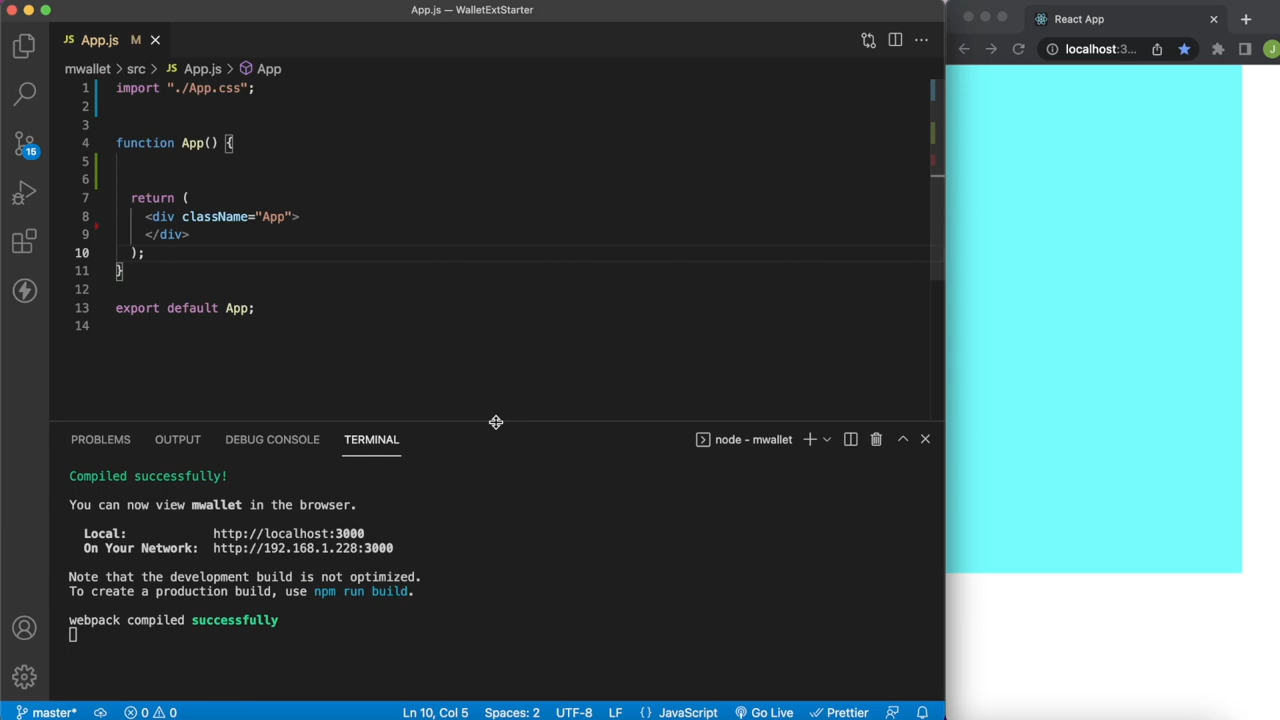 App.js — WalletExtStarter
JS App.js M
mwallet > src > JS App.js > App
1 import "./App.css";
2
3
4 function App() {
5
6
7 return (
8 <div className="App">
9 </div>
10 );
11 }
12
13 export default App;
14
15
PROBLEMS OUTPUT DEBUG CONSOLE TERMINAL
node - mwallet
Compiled successfully!
You can now view mwallet in the browser.
Local: http://localhost:3000
On Your Network: http://192.168.1.228:3000
Note that the development build is not optimized.
To create a production build, use npm run build.
webpack compiled successfully
master* 0 0 Ln 10, Col 5 Spaces: 2 UTF-8 LF {} JavaScript Go Live Prettier
React App
localhost:3...
J